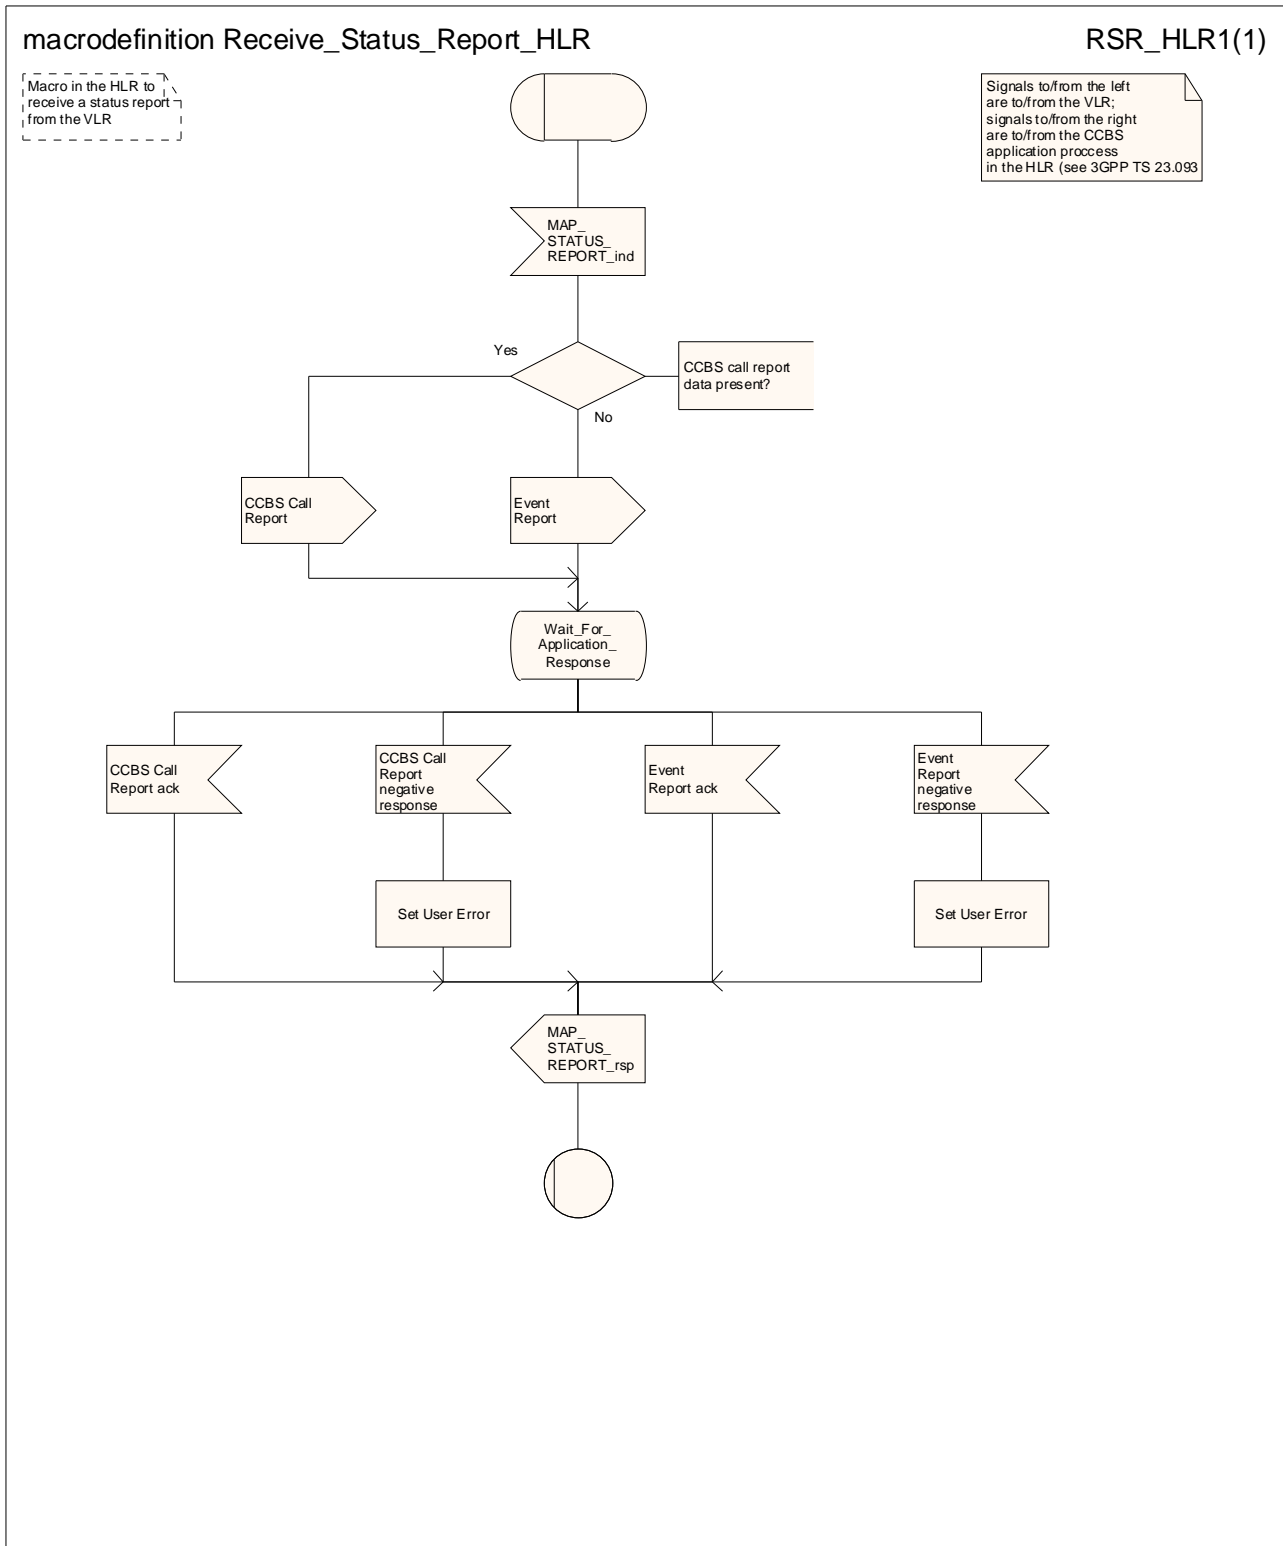 macrodefinition Receive_Status_Report_HLR
RSR_HLR1(1)
Macro in the HLR to
receive a status report
from the VLR
Signals to/from the left
are to/from the VLR;
signals to/from the right
are to/from the CCBS
application proccess
in the HLR (see 3GPP TS 23.093
MAP_
STATUS_
REPORT_ind
Yes
CCBS call report
data present?
No
CCBS Call
Report
Event
Report
Wait_For_
Application_
Response
CCBS Call
Report ack
CCBS Call
Report
negative
response
Event
Report ack
Event
Report
negative
response
Set User Error
Set User Error
MAP_
STATUS_
REPORT_rsp